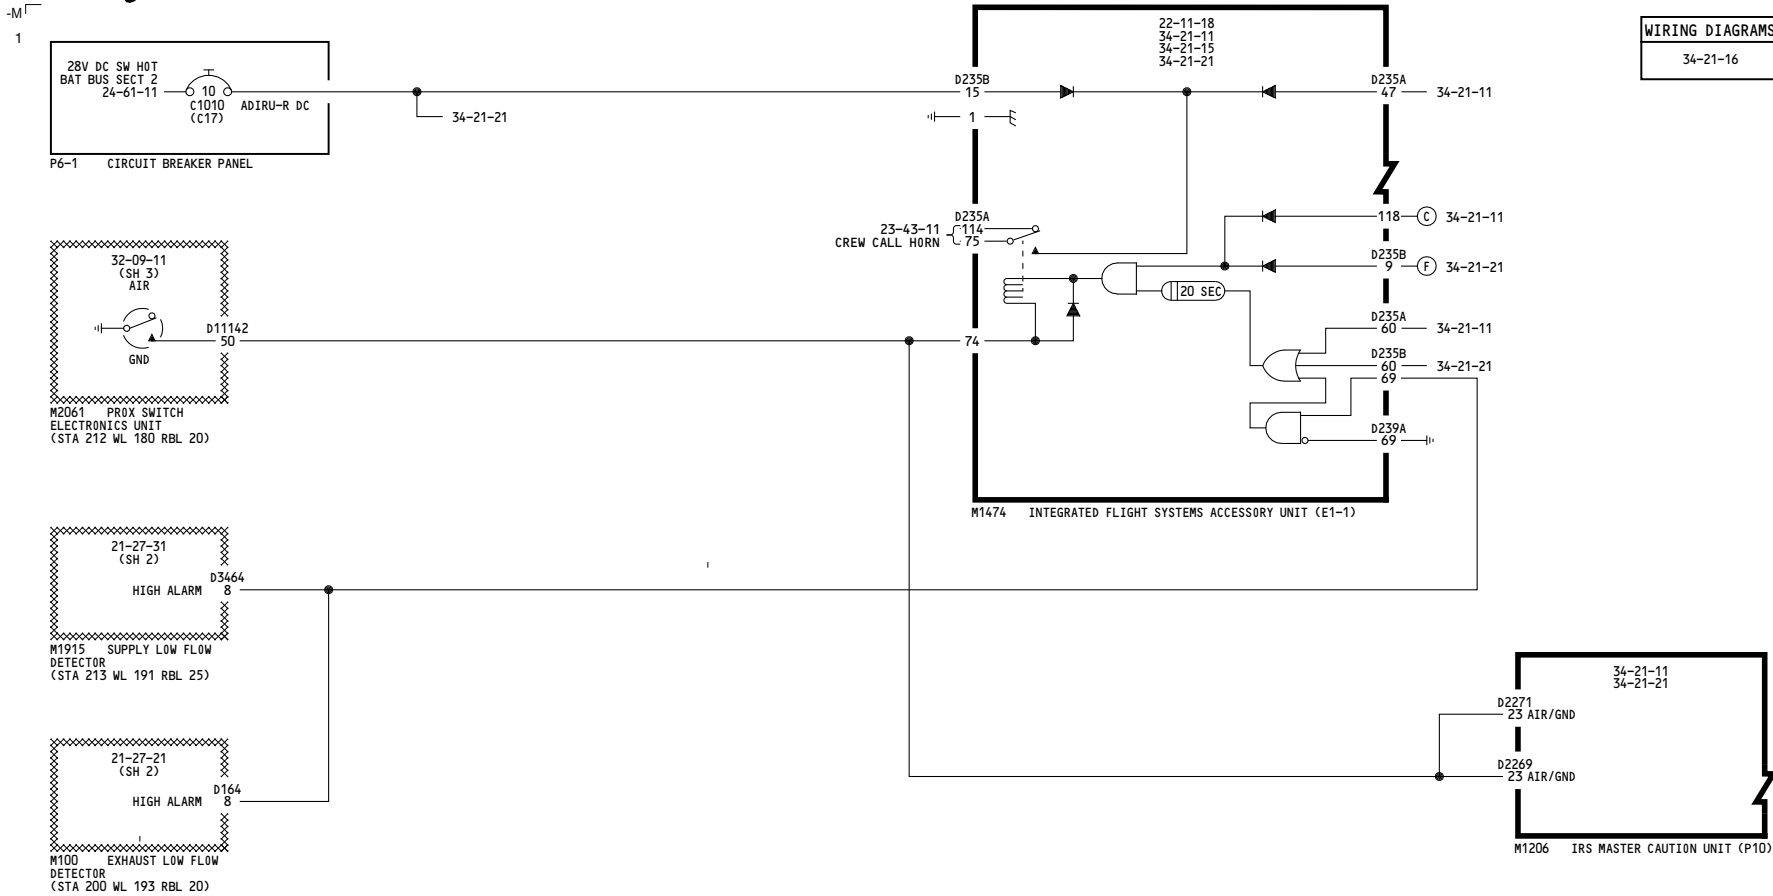 -M
1
28V DC SW HOT
BAT BUS SECT 2
24-61-11
10
C1010
(C17)
ADIRU-R DC
34-21-21
P6-1 CIRCUIT BREAKER PANEL
32-09-11
(SH 3)
AIR
GND
D11142
50
M2061 PROX SWITCH
ELECTRONICS UNIT
(STA 212 WL 180 RBL 20)
21-27-31
(SH 2)
HIGH ALARM
D3464
8
M1915 SUPPLY LOW FLOW
DETECTOR
(STA 213 WL 191 RBL 25)
21-27-21
(SH 2)
HIGH ALARM
D164
8
M100 EXHAUST LOW FLOW
DETECTOR
(STA 200 WL 193 RBL 20)
22-11-18
34-21-11
34-21-15
34-21-21
D235B
15
1
D235A
47
34-21-11
23-43-11
CREW CALL HORN
D235A
114
75
74
118 C 34-21-11
D235B
9 F 34-21-21
20 SEC
D235A
60 34-21-11
D235B
60 34-21-21
69
D239A
69
M1474 INTEGRATED FLIGHT SYSTEMS ACCESSORY UNIT (E1-1)
WIRING DIAGRAMS
34-21-16
34-21-11
34-21-21
D2271
23 AIR/GND
D2269
23 AIR/GND
M1206 IRS MASTER CAUTION UNIT (P10)